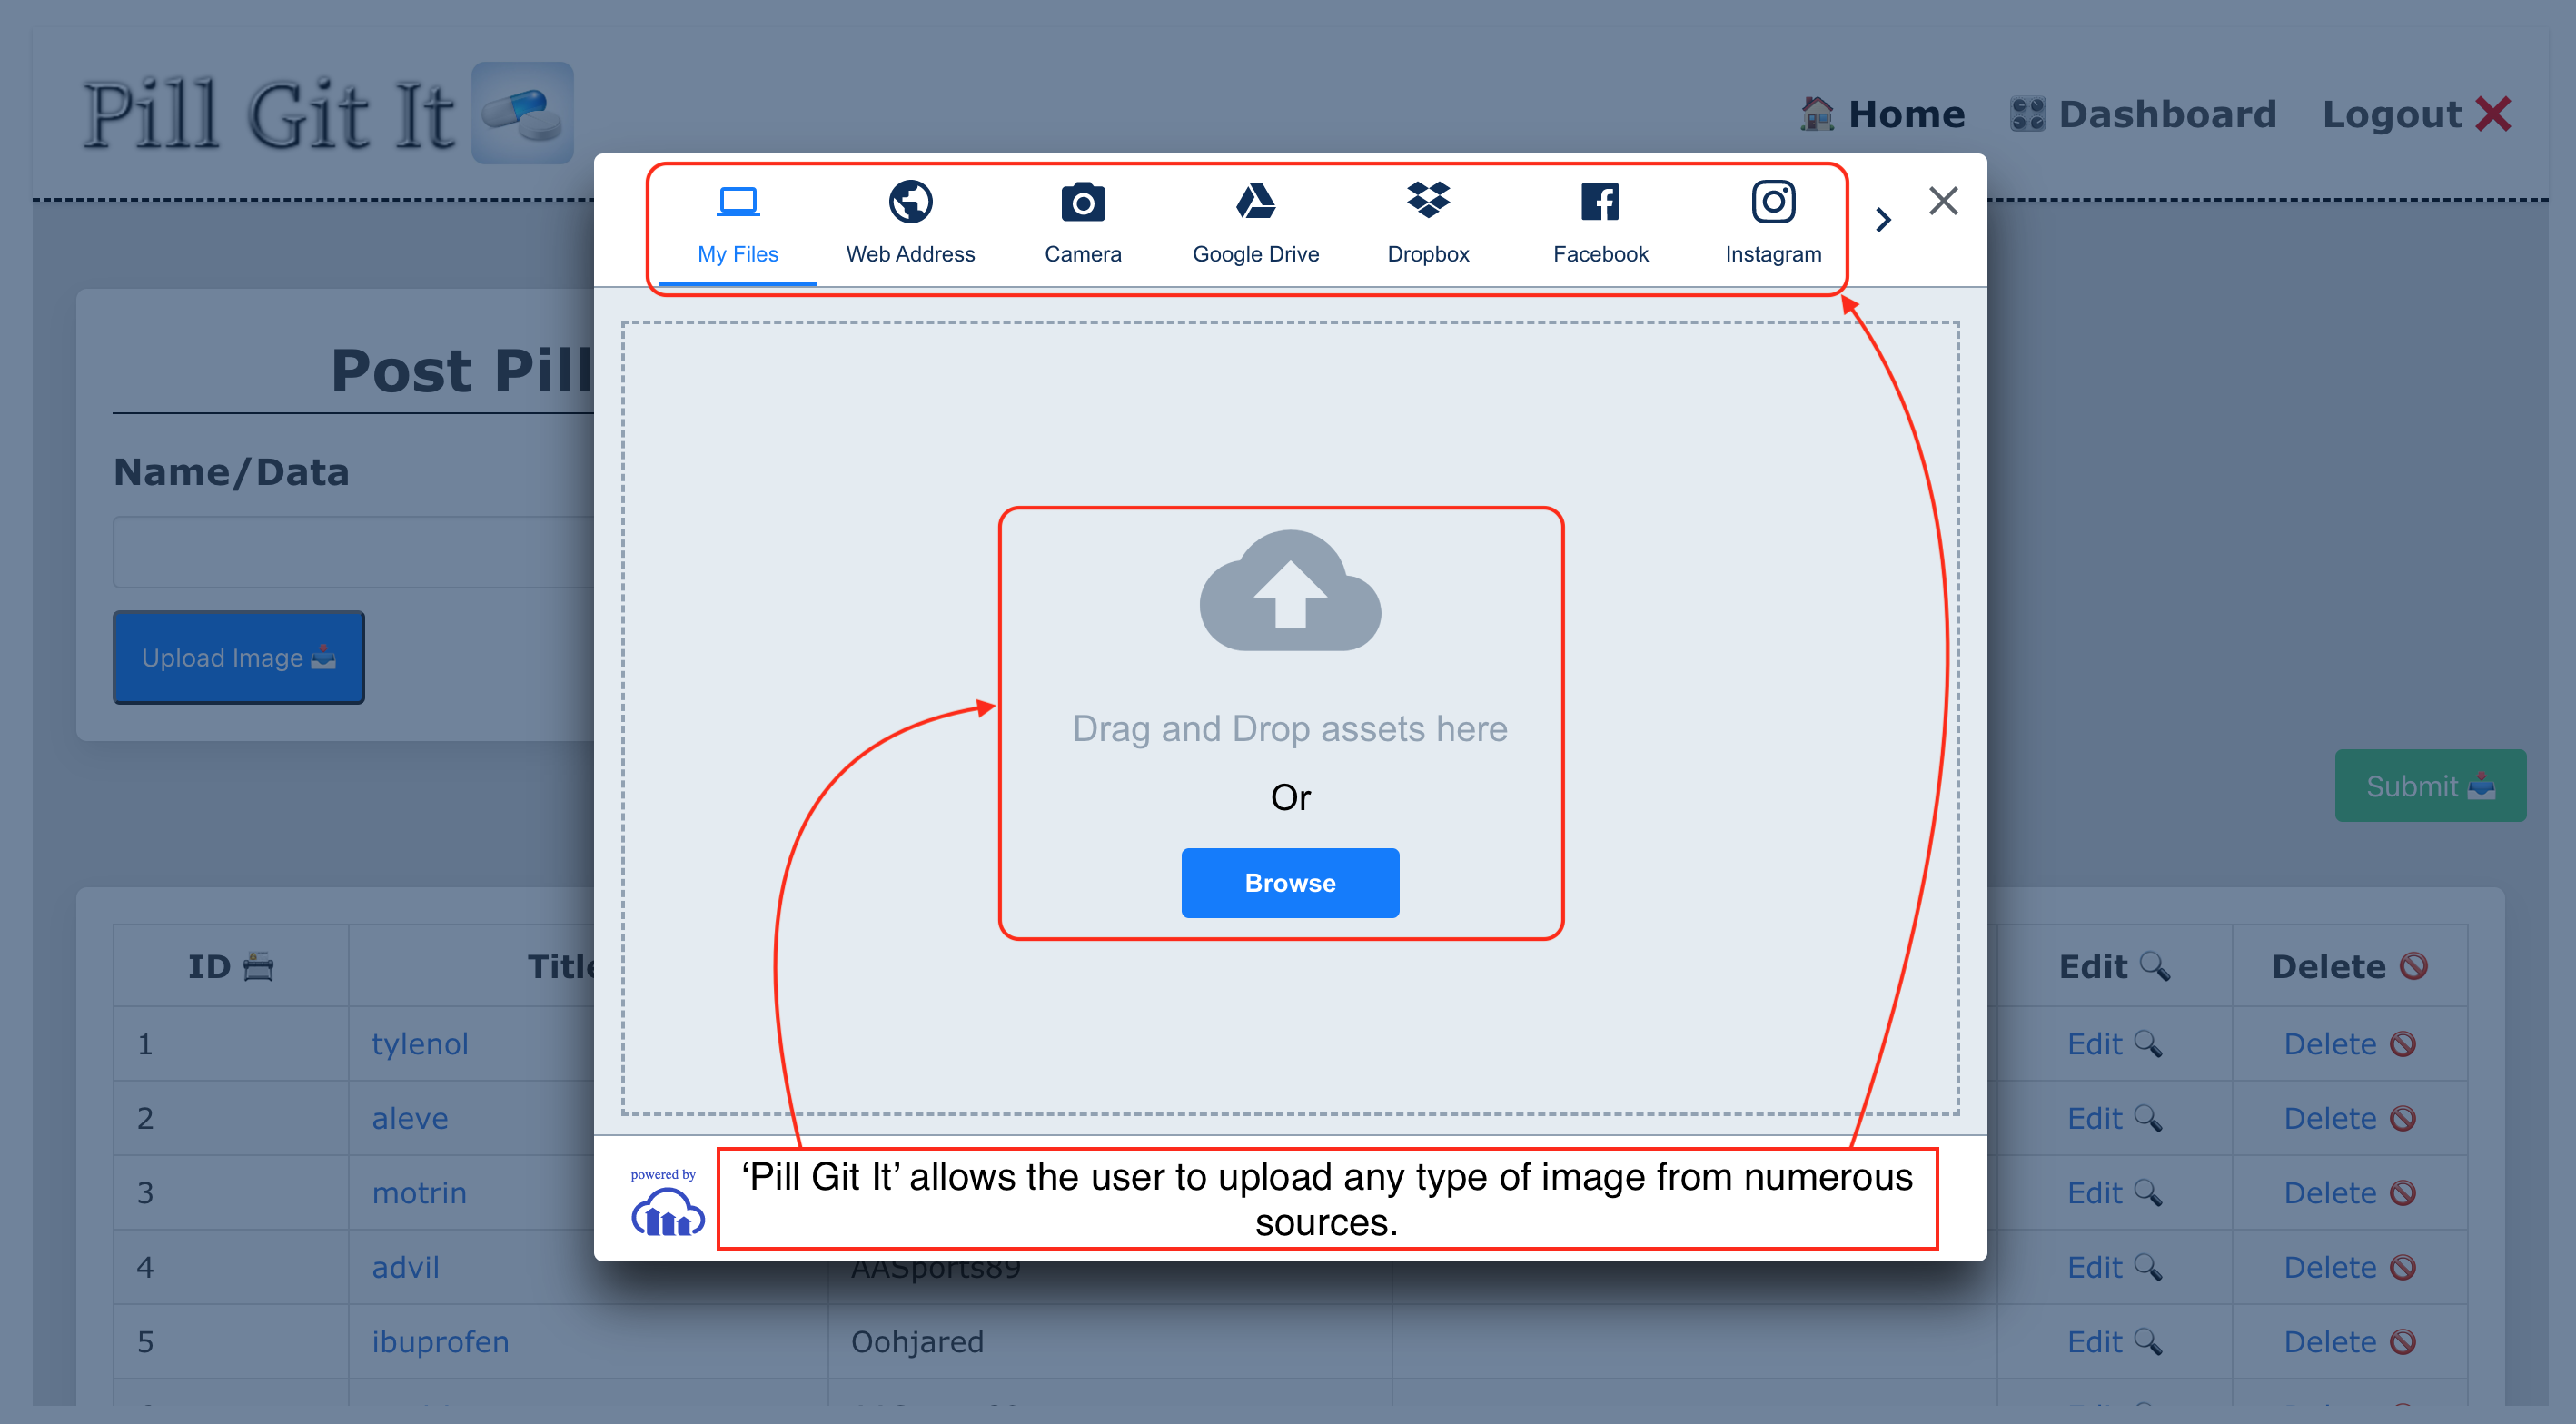 Pill Git It
Home Dashboard Logout
My Files Web Address Camera Google Drive Dropbox Facebook Instagram
Post Pill
Name/Data
Upload Image
Drag and Drop assets here
Or
Browse
Submit
powered by
‘Pill Git It’ allows the user to upload any type of image from numerous
sources.
ID Title Edit Delete
1 tylenol Edit Delete
2 aleve Edit Delete
3 motrin Edit Delete
4 advil AASports89 Edit Delete
5 ibuprofen Oohjared Edit Delete